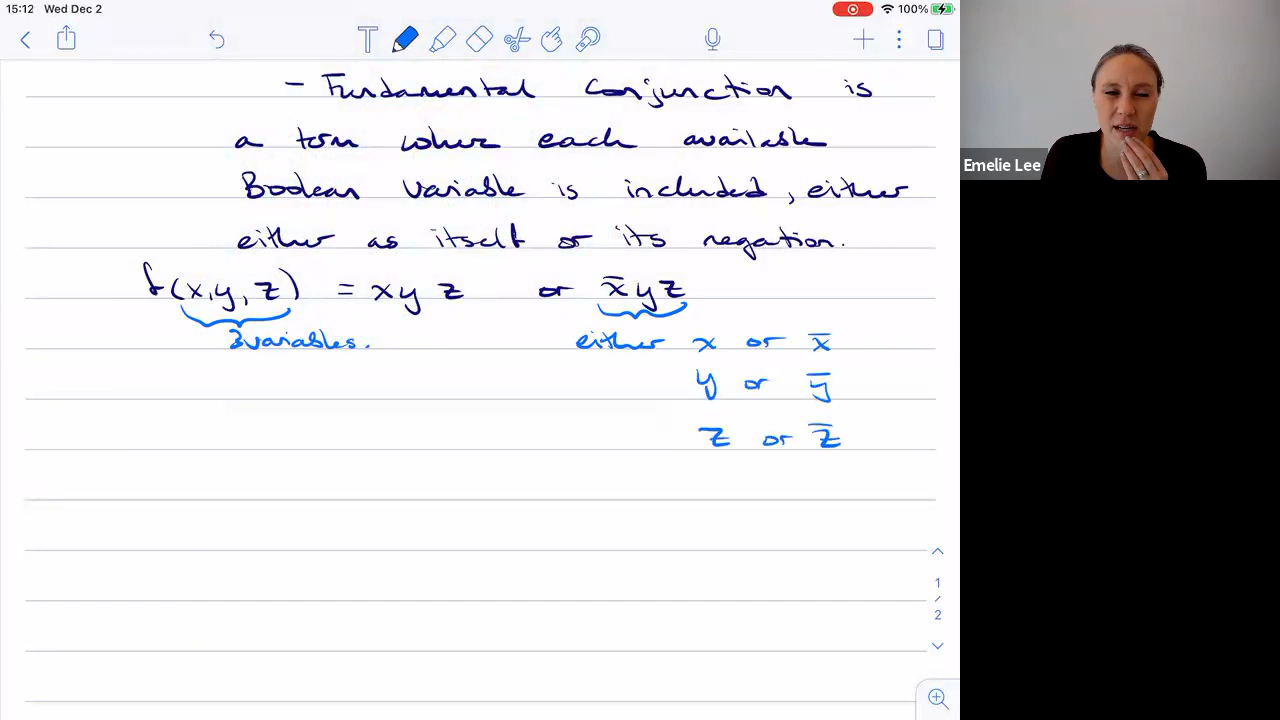 15:12 Wed Dec 2
100%
- Fundamental Conjunction is
a term where each available
Boolean variable is included, either
either as itself or its negation.
f(x,y,z) = xyz or x̄yz
3variables.
either x or x̄
y or ȳ
z or z̄
1
/
2
Emelie Lee